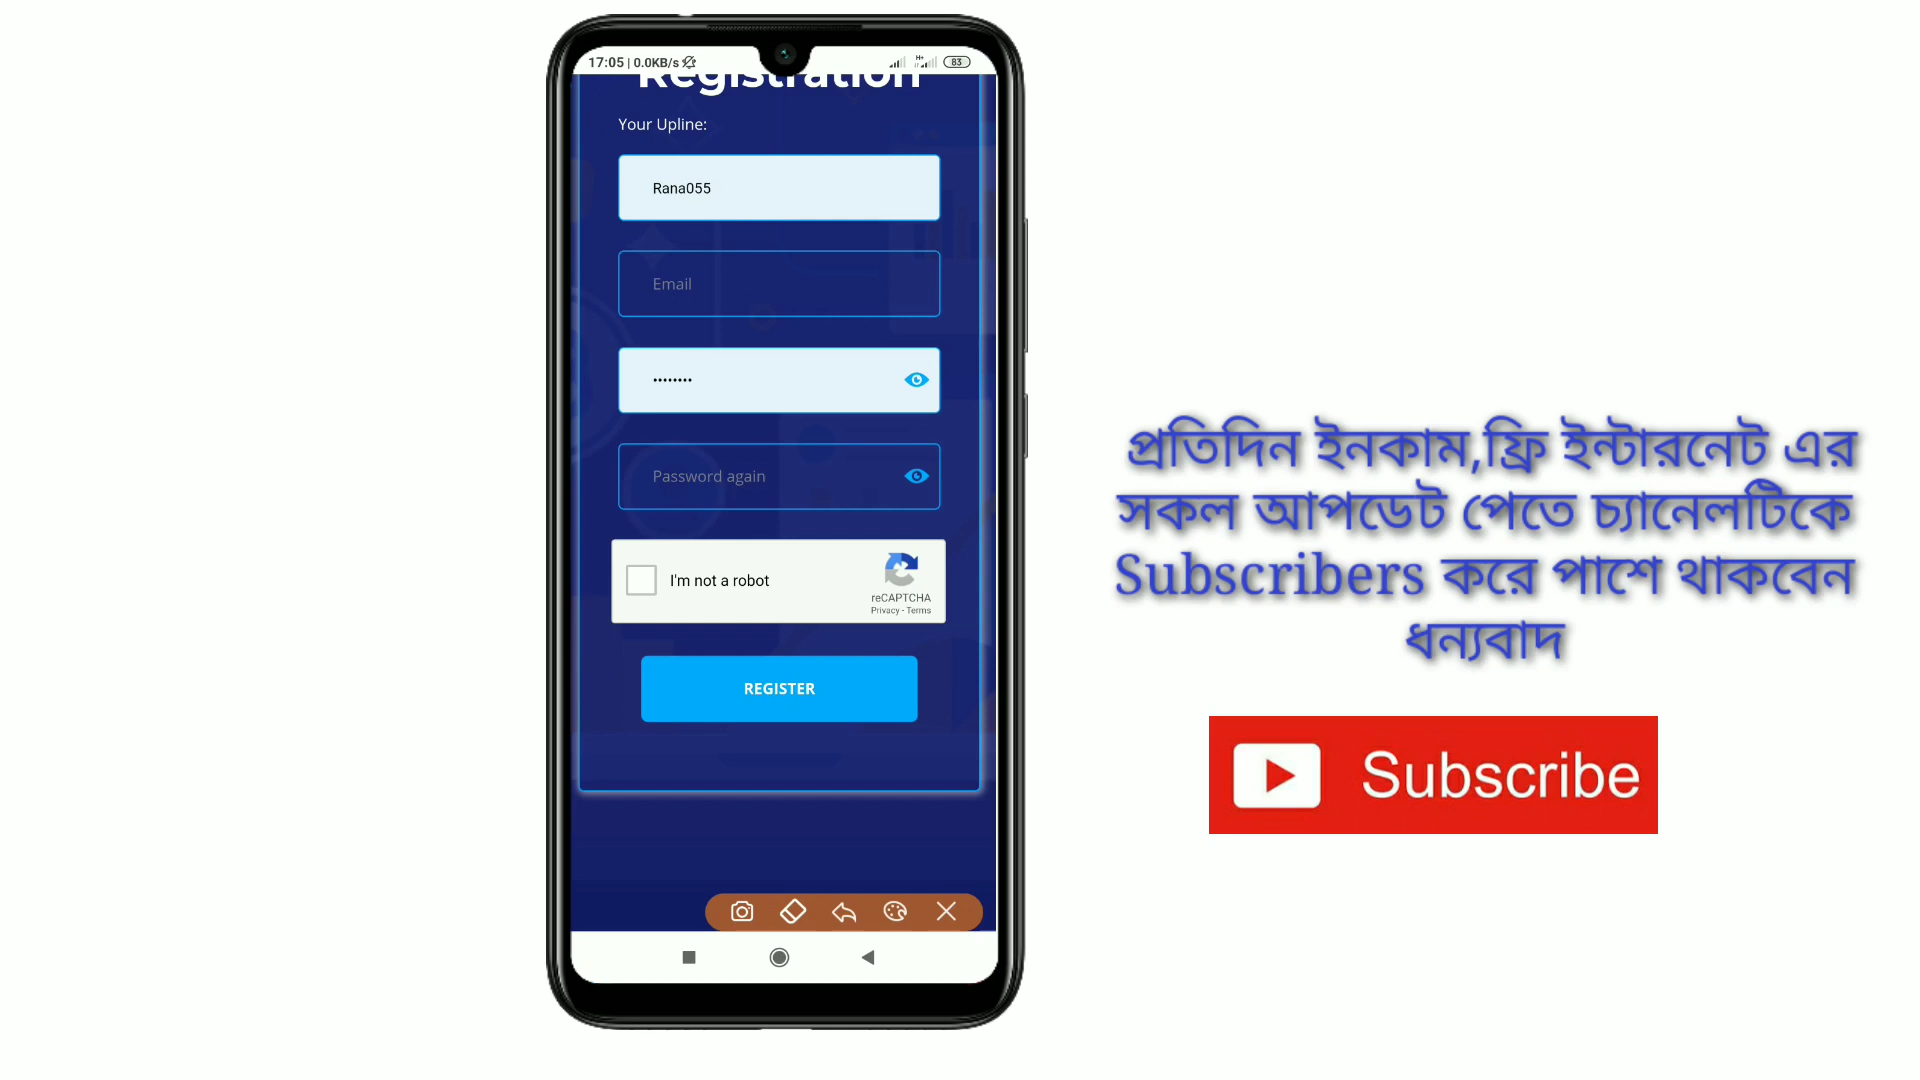 17:05 | 0.0KB/s
H+
83
Registration
Your Upline:
Rana055
Email
••••••••
Password again
I'm not a robot
reCAPTCHA
Privacy - Terms
REGISTER
প্রতিদিন ইনকাম,ফ্রি ইন্টারনেট এর
সকল আপডেট পেতে চ্যানেলটিকে
Subscribers করে পাশে থাকবেন
ধন্যবাদ
Subscribe